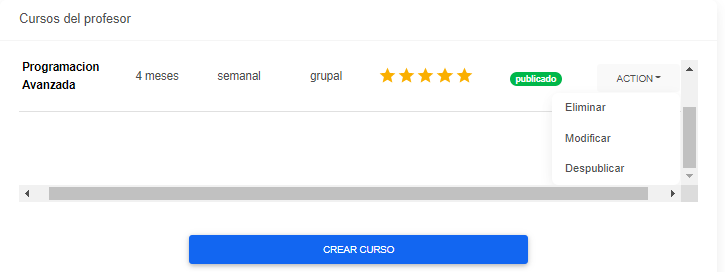 Cursos del profesor
Programacion
Avanzada
4 meses
semanal
grupal
publicado
ACTION
Eliminar
Modificar
Despublicar
CREAR CURSO